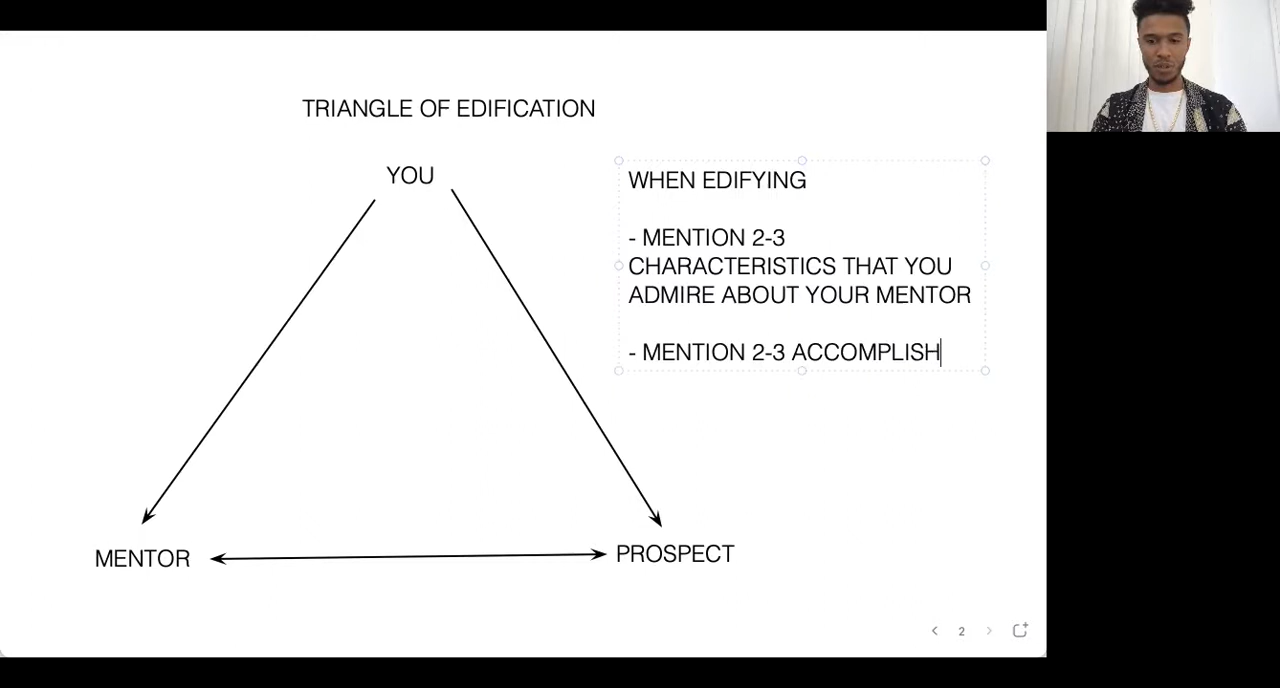 TRIANGLE OF EDIFICATION
YOU
WHEN EDIFYING
- MENTION 2-3
CHARACTERISTICS THAT YOU
ADMIRE ABOUT YOUR MENTOR
- MENTION 2-3 ACCOMPLISH
MENTOR
PROSPECT
2